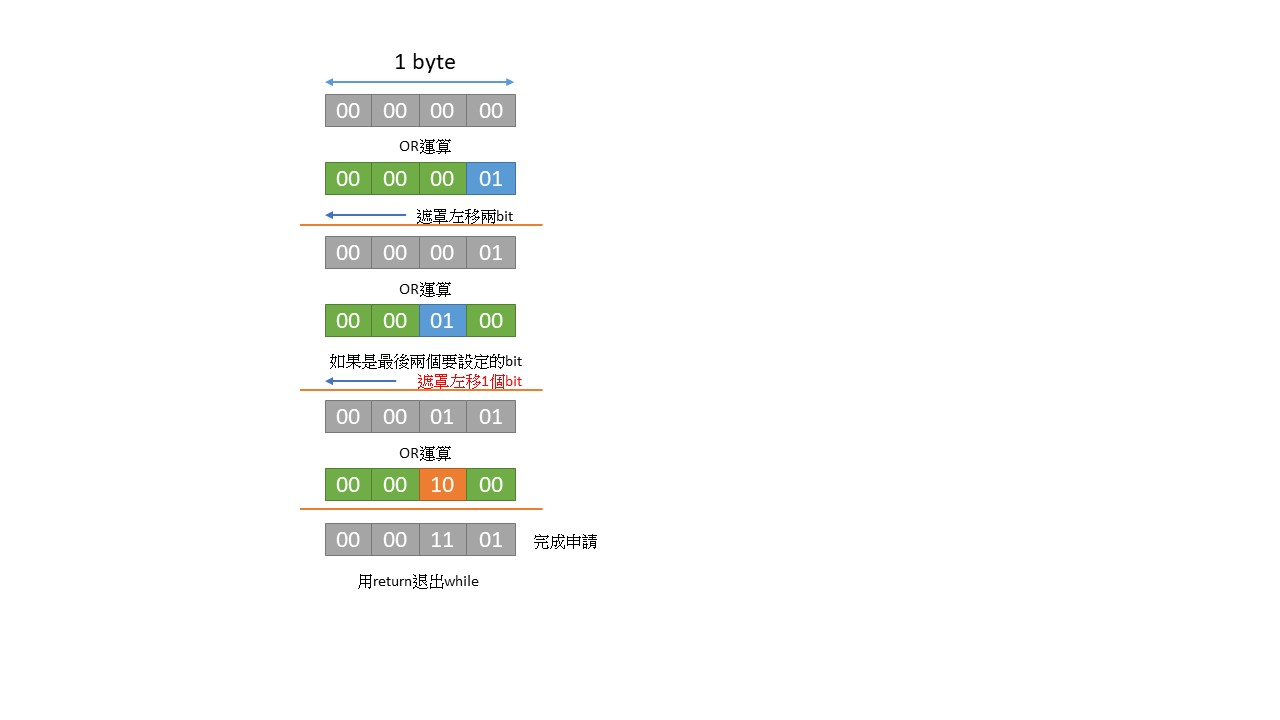 1 byte
00 00 00 00
OR運算
00 00 00 01
遮罩左移兩bit
00 00 00 01
OR運算
00 00 01 00
如果是最後兩個要設定的bit
遮罩左移1個bit
00 00 01 01
OR運算
00 00 10 00
00 00 11 01 完成申請
用return退出while